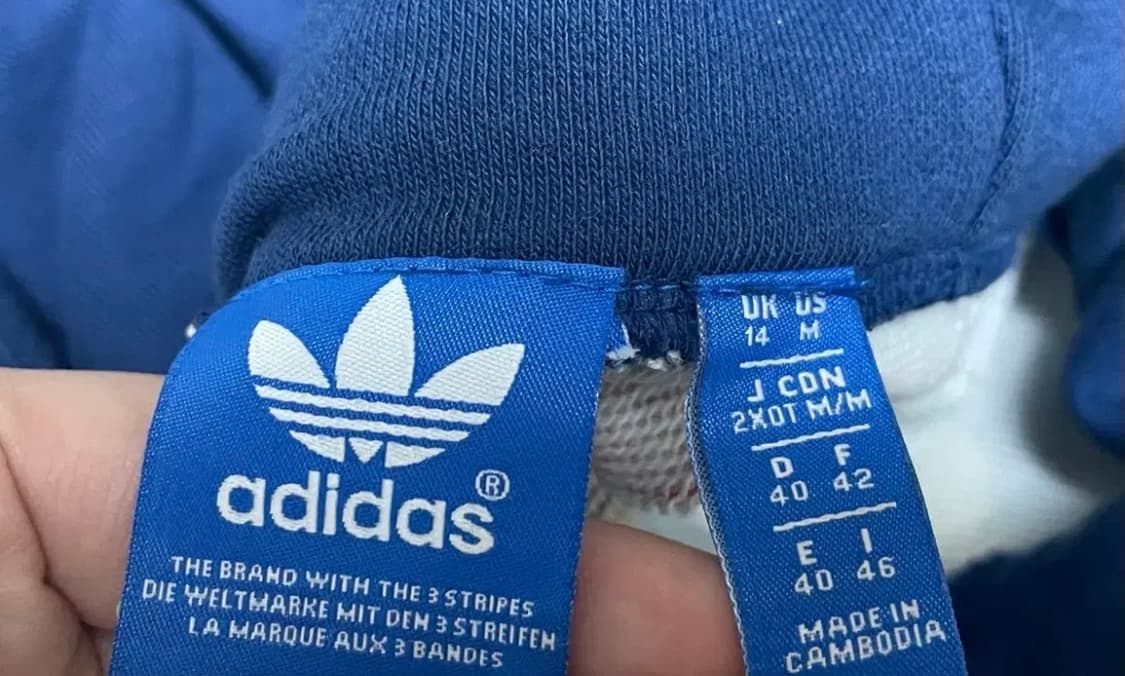 adidas®
THE BRAND WITH THE 3 STRIPES
DIE WELTMARKE MIT DEN 3 STREIFEN
LA MARQUE AUX 3 BANDES
UK US
14 M
J CDN
2XOT M/M
D F
40 42
E I
40 46
MADE IN
CAMBODIA